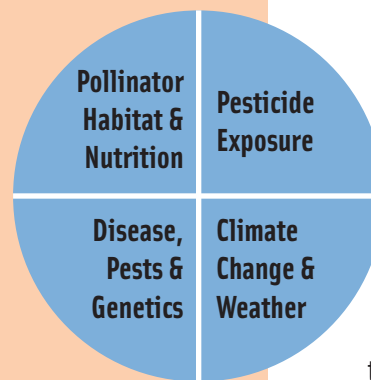 Pollinator
Habitat &
Nutrition
Pesticide
Exposure
Disease,
Pests &
Genetics
Climate
Change &
Weather